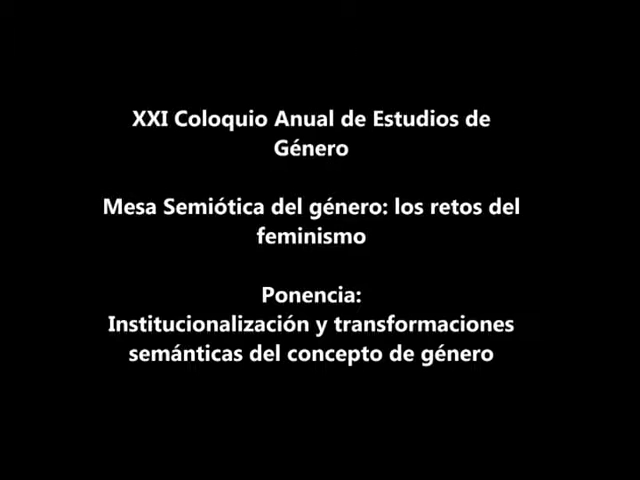 XXI Coloquio Anual de Estudios de
Género
Mesa Semiótica del género: los retos del
feminismo
Ponencia:
Institucionalización y transformaciones
semánticas del concepto de género